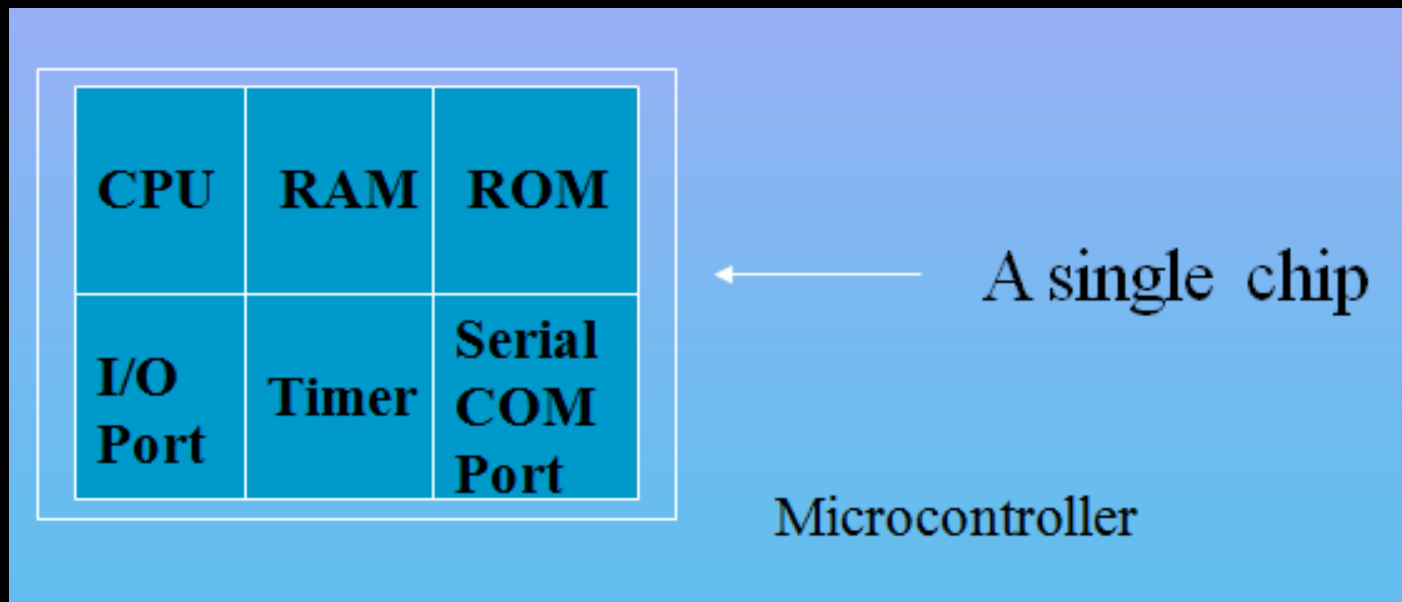 CPU
RAM
ROM
I/O
Port
Timer
Serial
COM
Port
A single chip
Microcontroller